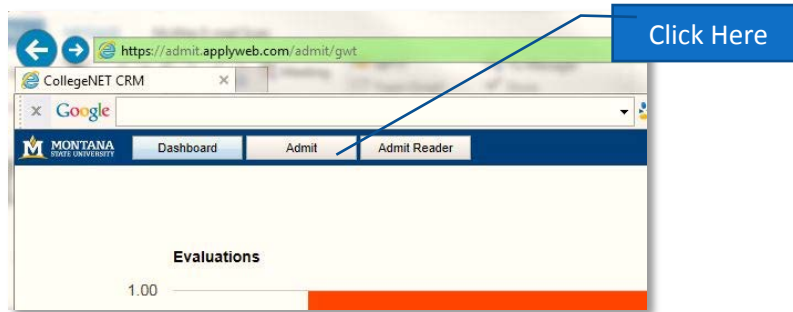 Click Here
https://admit.applyweb.com/admit/gwt
CollegeNET CRM ×
× Google
MONTANA
STATE UNIVERSITY
Dashboard Admit Admit Reader
Evaluations
1.00